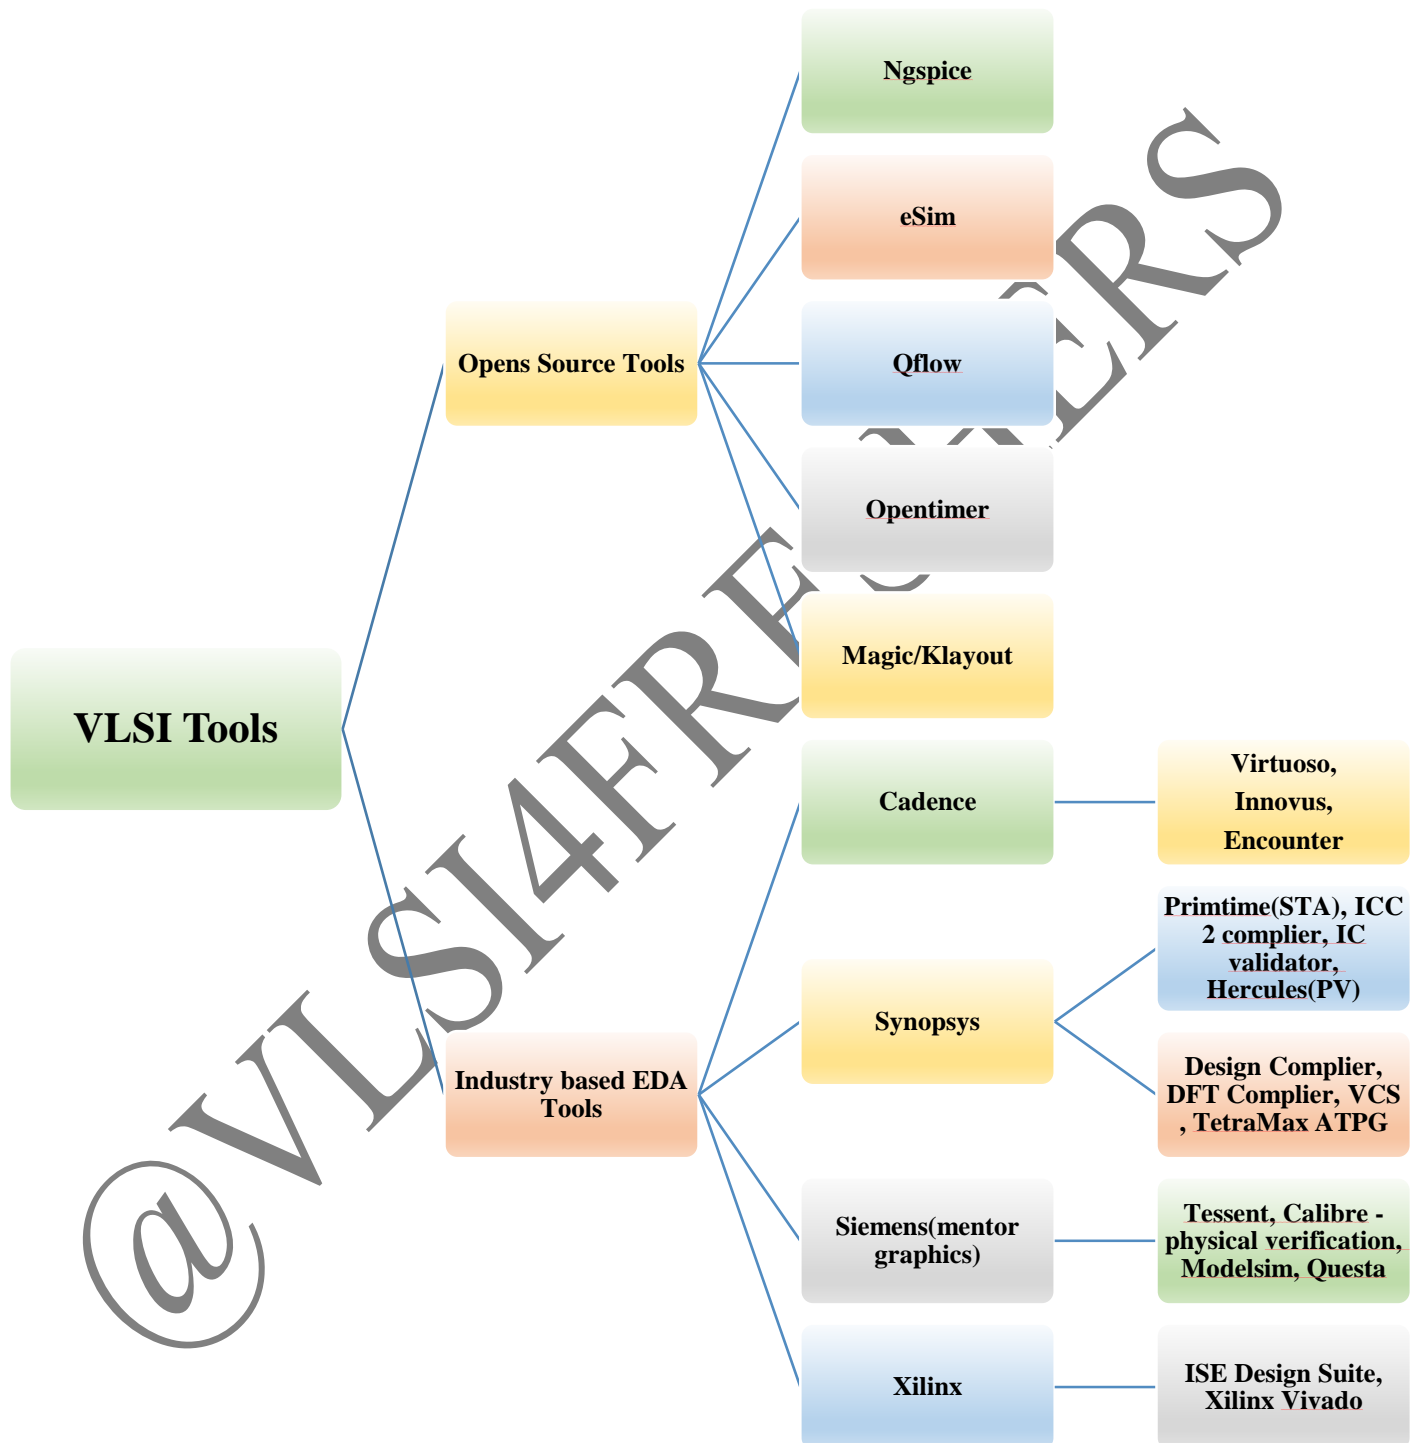 Ngspice
eSim
Opens Source Tools
Qflow
Opentimer
Magic/Klayout
VLSI Tools
Cadence
Virtuoso,
Innovus,
Encounter
Primtime(STA), ICC
2 complier, IC
validator,
Hercules(PV)
Synopsys
Design Complier,
DFT Complier, VCS
, TetraMax ATPG
Industry based EDA
Tools
Siemens(mentor
graphics)
Tessent, Calibre -
physical verification,
Modelsim, Questa
Xilinx
ISE Design Suite,
Xilinx Vivado